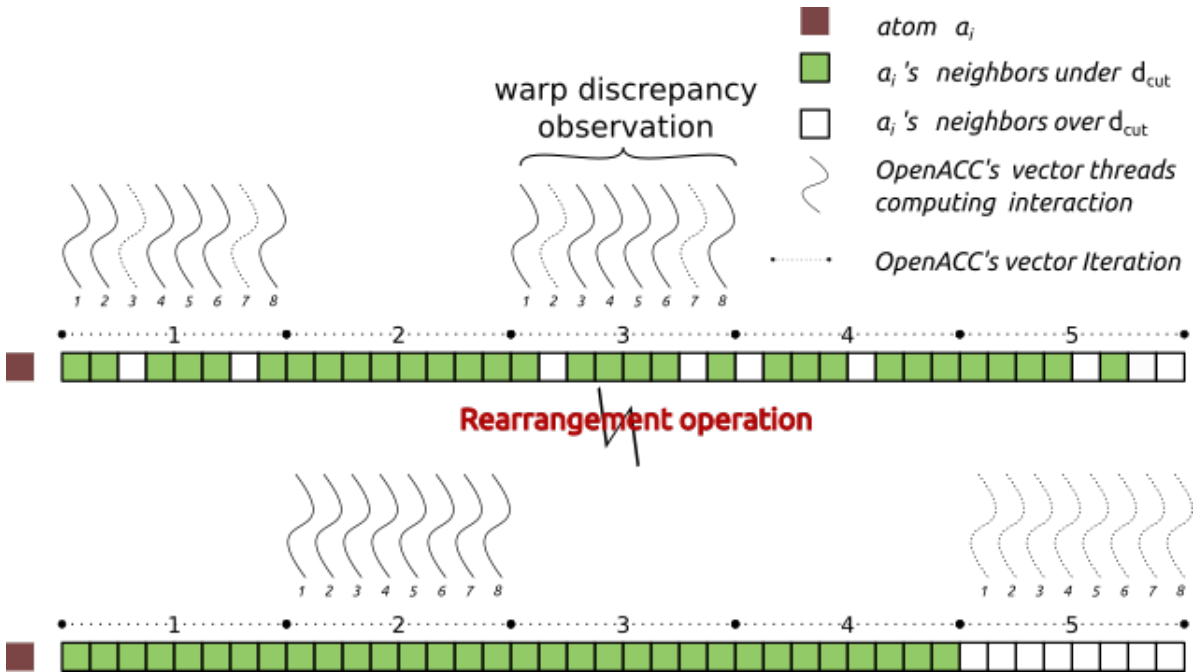 atom a_i
a_i 's neighbors under d_cut
warp discrepancy
observation
a_i 's neighbors over d_cut
OpenACC's vector threads
computing interaction
OpenACC's vector Iteration
1 2 3 4 5 6 7 8
1 2 3 4 5 6 7 8
1 2 3 4 5
Rearrangement operation
1 2 3 4 5 6 7 8
1 2 3 4 5 6 7 8
1 2 3 4 5